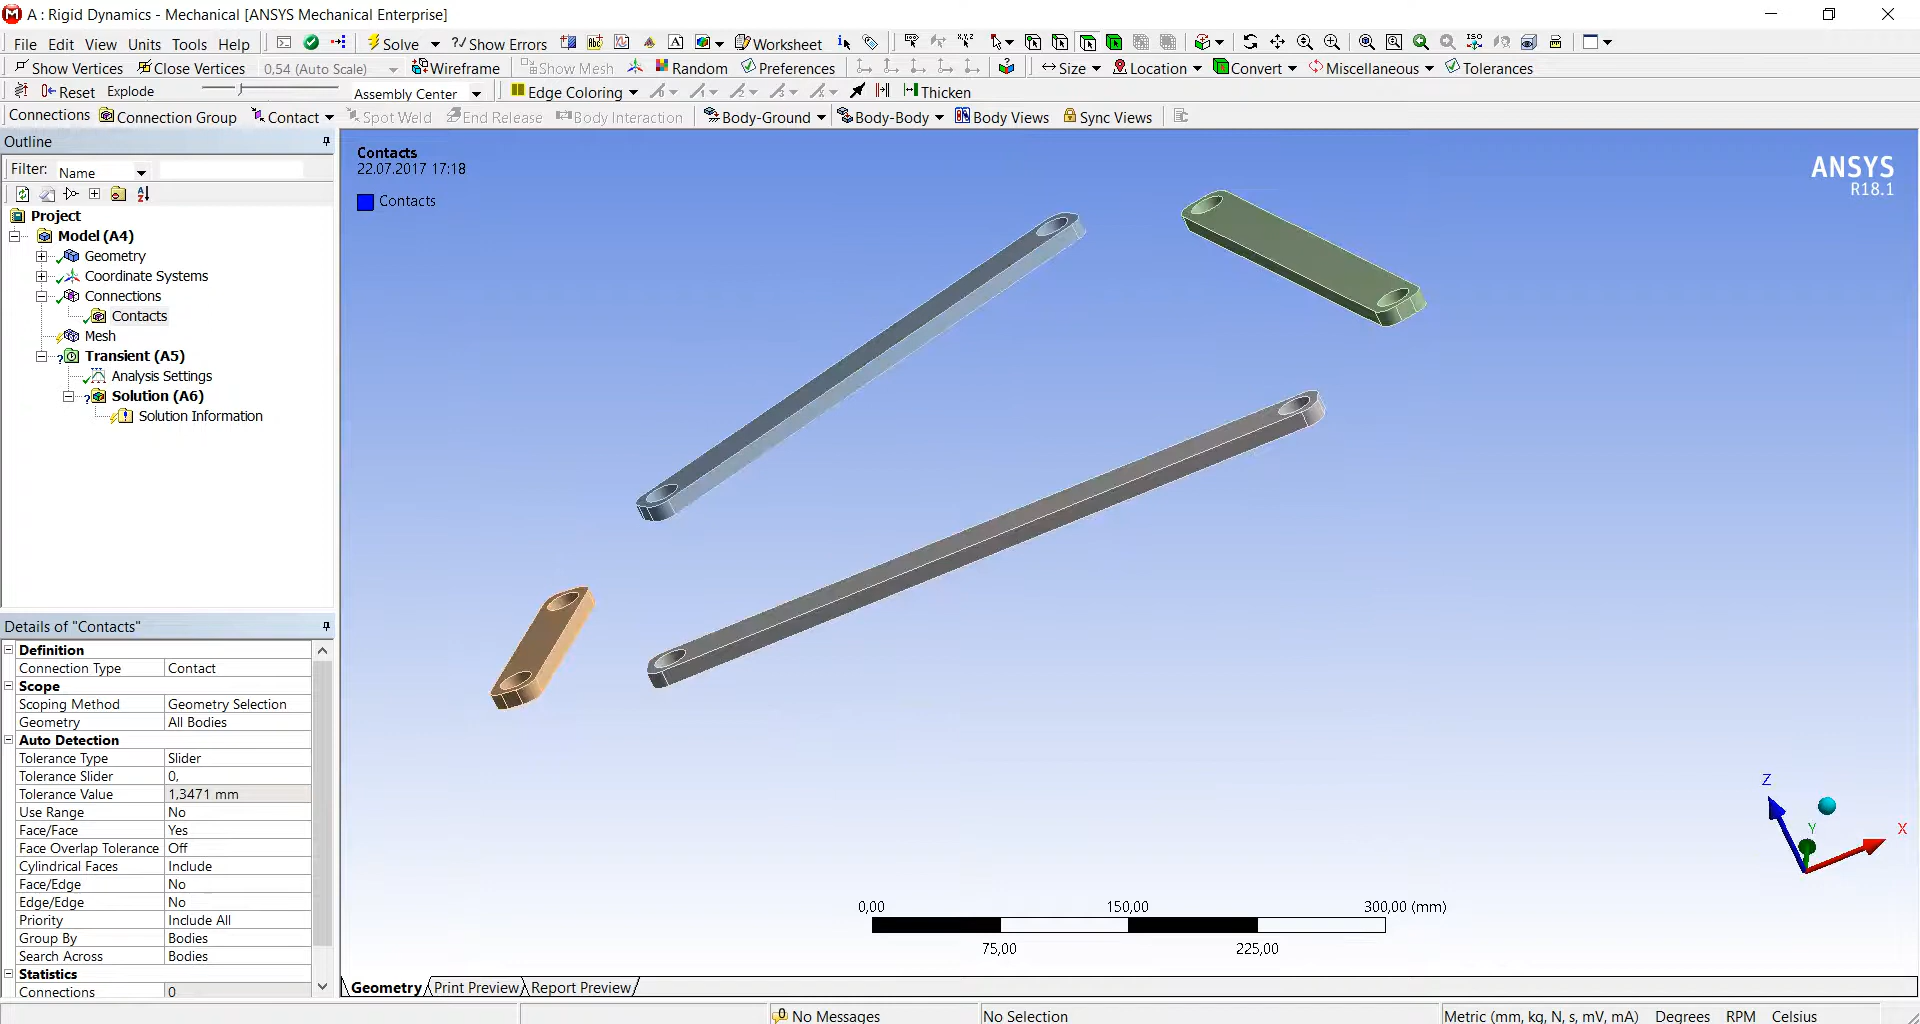 A : Rigid Dynamics - Mechanical [ANSYS Mechanical Enterprise]
File Edit View Units Tools Help Solve ?/ Show Errors Worksheet
Show Vertices Close Vertices 0,54 (Auto Scale) Wireframe Show Mesh Random Preferences Size Location Convert Miscellaneous Tolerances
Reset Explode Assembly Center Edge Coloring Thicken
Connections Connection Group Contact Spot Weld End Release Body Interaction Body-Ground Body-Body Body Views Sync Views
Outline
Filter: Name
Project
Model (A4)
Geometry
Coordinate Systems
Connections
Contacts
Mesh
Transient (A5)
Analysis Settings
Solution (A6)
Solution Information
Details of "Contacts"
Definition
Connection Type Contact
Scope
Scoping Method Geometry Selection
Geometry All Bodies
Auto Detection
Tolerance Type Slider
Tolerance Slider 0,
Tolerance Value 1,3471 mm
Use Range No
Face/Face Yes
Face Overlap Tolerance Off
Cylindrical Faces Include
Face/Edge No
Edge/Edge No
Priority Include All
Group By Bodies
Search Across Bodies
Statistics
Connections 0
Contacts
22.07.2017 17:18
Contacts
ANSYS
R18.1
Z
Y
X
0,00 150,00 300,00 (mm)
75,00 225,00
Geometry Print Preview Report Preview
0 No Messages No Selection Metric (mm, kg, N, s, mV, mA) Degrees RPM Celsius